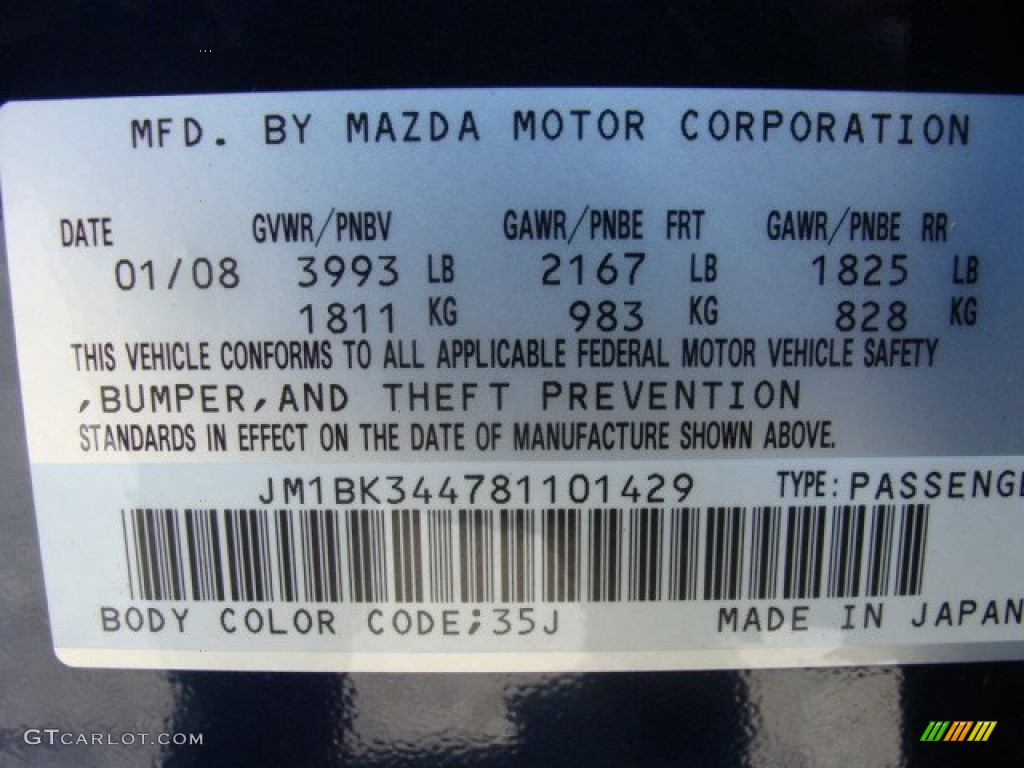 MFD. BY MAZDA MOTOR CORPORATION
DATE GVWR/PNBV GAWR/PNBE FRT GAWR/PNBE RR
01/08 3993 LB 2167 LB 1825 LB
1811 KG 983 KG 828 KG
THIS VEHICLE CONFORMS TO ALL APPLICABLE FEDERAL MOTOR VEHICLE SAFETY
,BUMPER,AND THEFT PREVENTION
STANDARDS IN EFFECT ON THE DATE OF MANUFACTURE SHOWN ABOVE.
JM1BK344781101429 TYPE:PASSENGE
BODY COLOR CODE;35J MADE IN JAPAN
GTCARLOT.COM